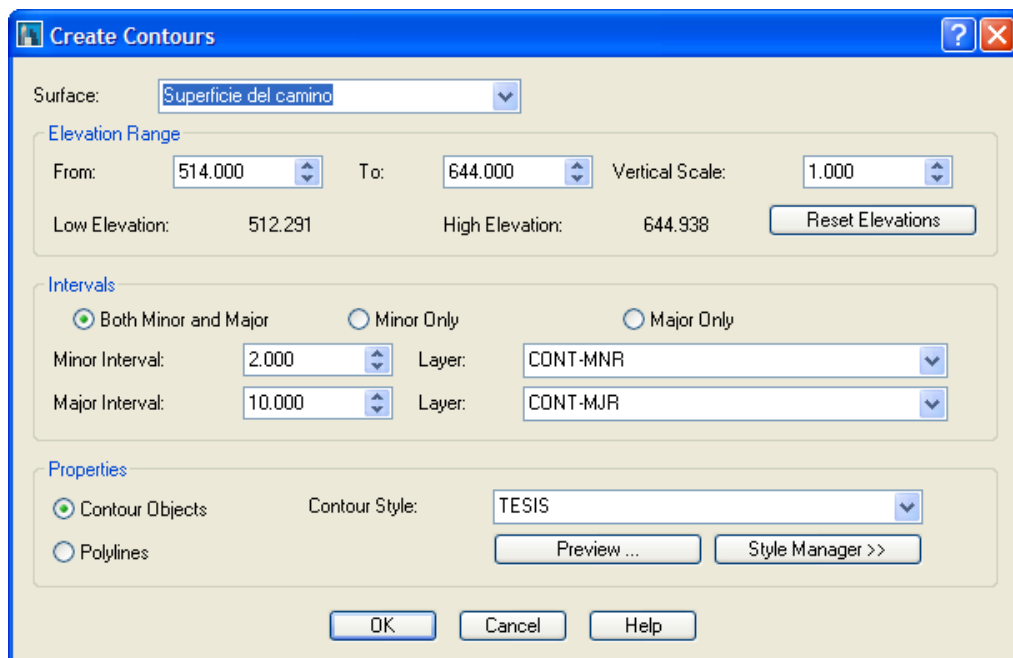 Create Contours
Surface: Superficie del camino
Elevation Range
From: 514.000 To: 644.000 Vertical Scale: 1.000
Low Elevation: 512.291 High Elevation: 644.938 Reset Elevations
Intervals
Both Minor and Major Minor Only Major Only
Minor Interval: 2.000 Layer: CONT-MNR
Major Interval: 10.000 Layer: CONT-MJR
Properties
Contour Objects Contour Style: TESIS
Polylines Preview ... Style Manager >>
OK Cancel Help